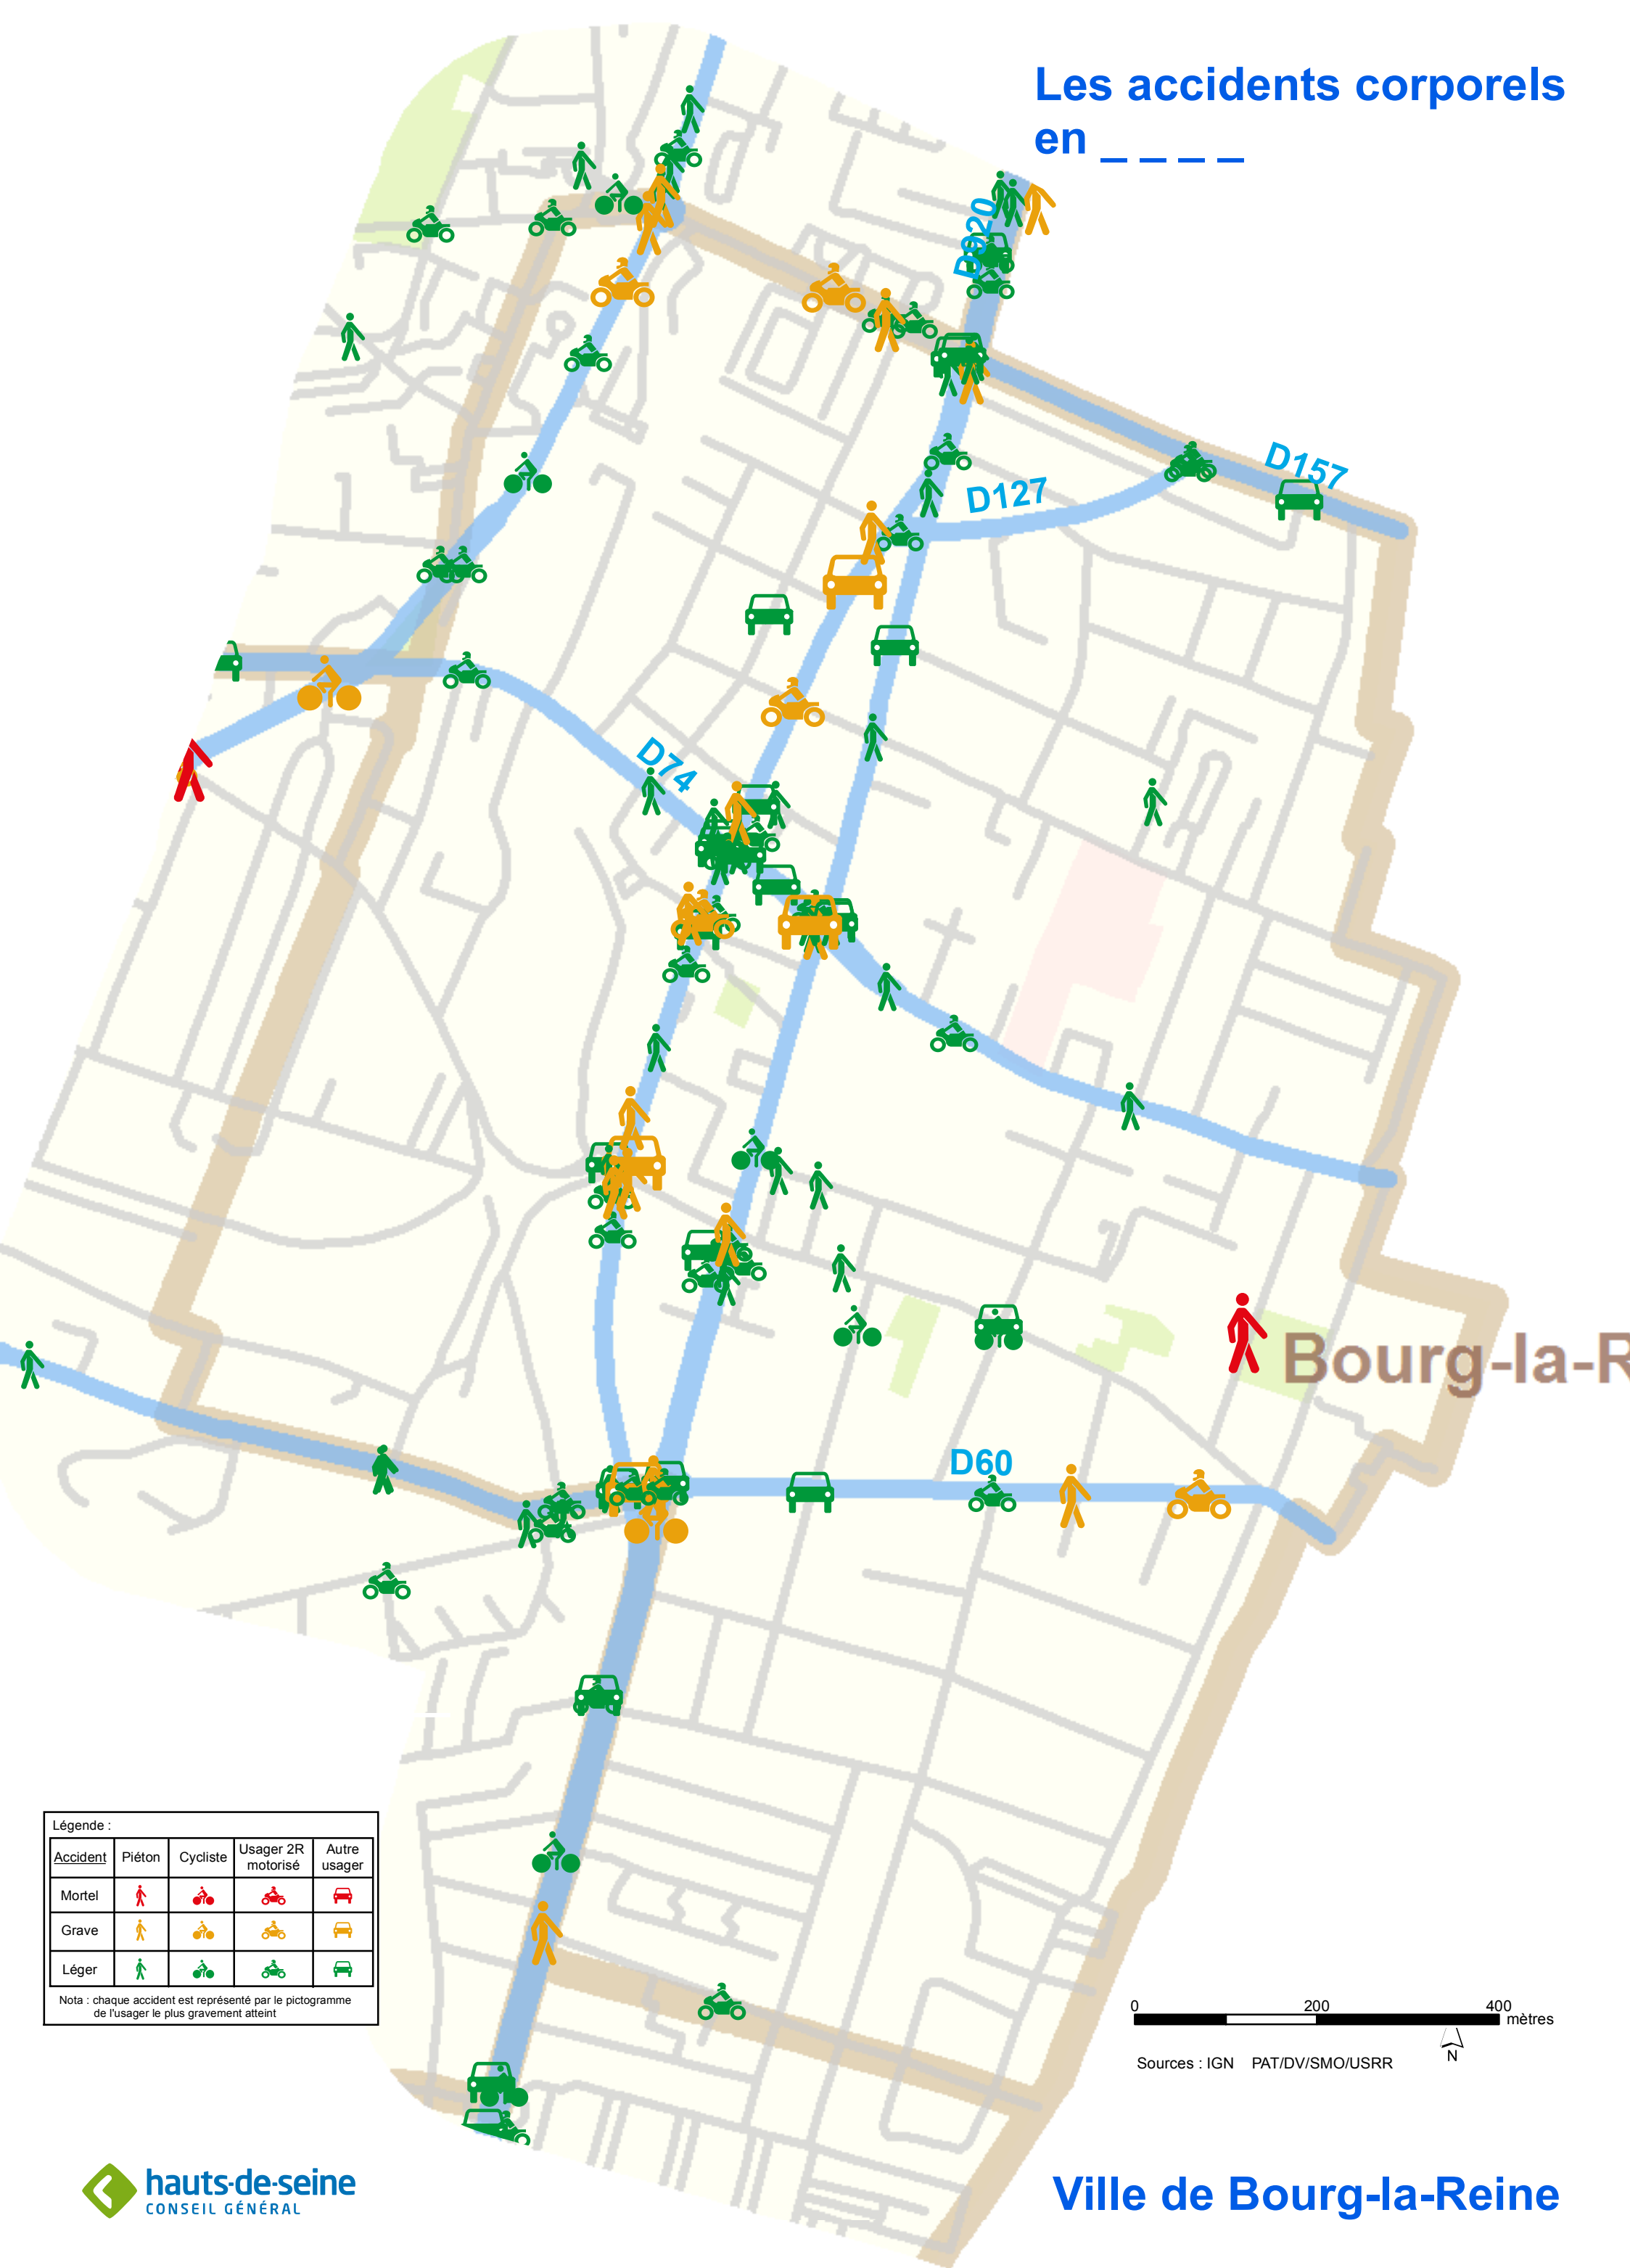 Les accidents corporels
en _ _ _ _
D920
D157
D127
D74
Bourg-la-R
D60
Légende :
Accident Piéton Cycliste Usager 2R motorisé Autre usager
Mortel
Grave
Léger
Nota : chaque accident est représenté par le pictogramme
de l'usager le plus gravement atteint
0 200 400
mètres
N
Sources : IGN PAT/DV/SMO/USRR
hauts-de-seine
CONSEIL GÉNÉRAL
Ville de Bourg-la-Reine